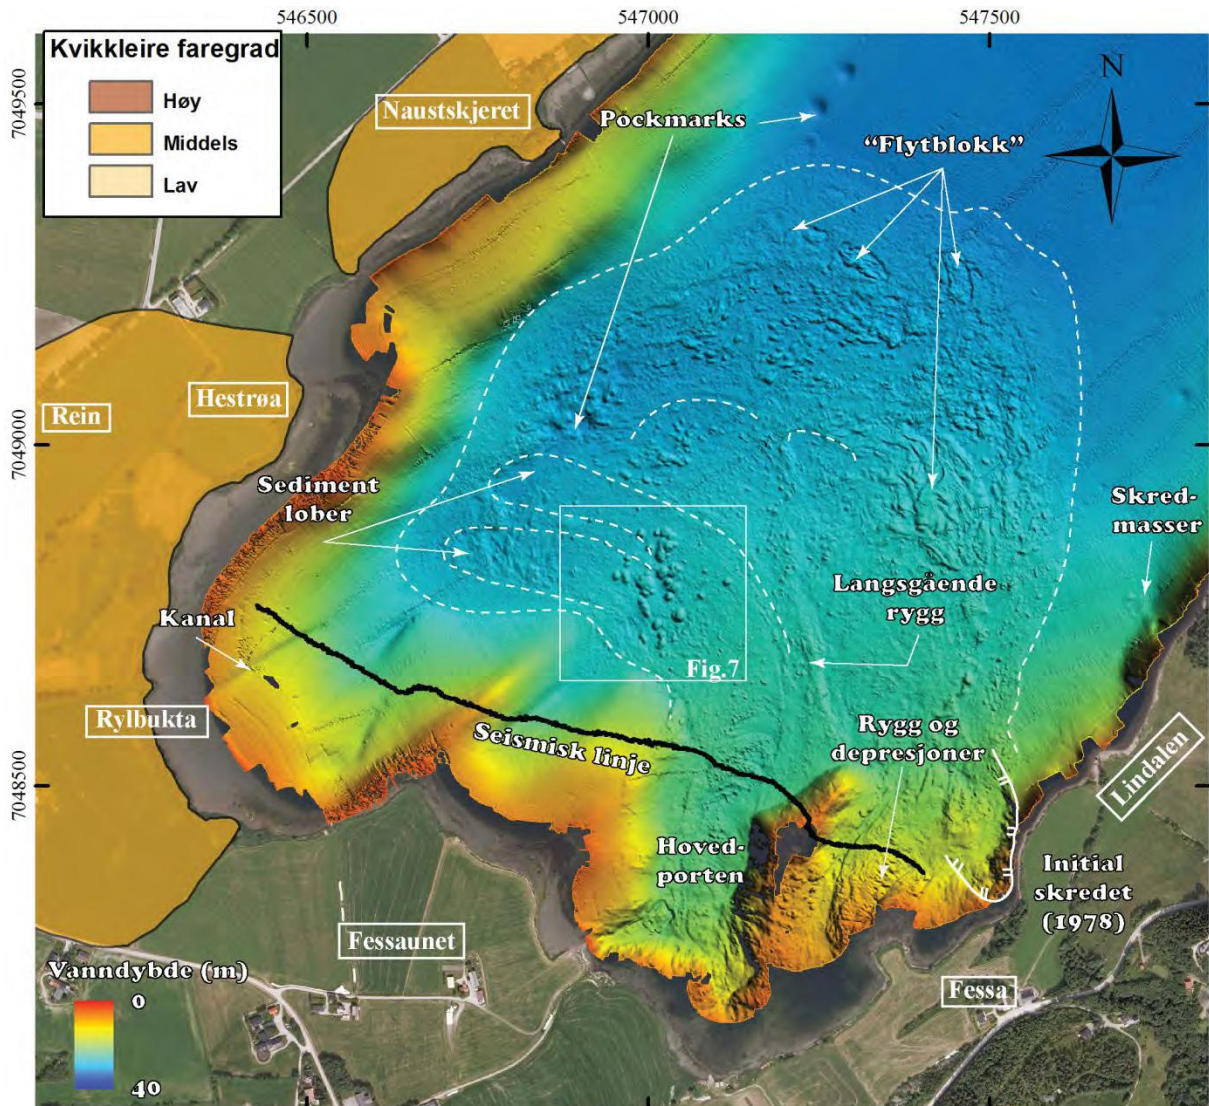 546500
547000
547500
Kvikkleire faregrad
Høy
Middels
Lav
7049500
7049000
7048500
N
Naustskjeret
Pockmarks
“Flytblokk”
Hestrøa
Rein
Sediment
lober
Skred-
masser
Langsgående
rygg
Kanal
Fig.7
Rylbukta
Seismisk linje
Rygg og
depresjoner
Lindalen
Hoved-
porten
Initial
skredet
(1978)
Fessaunet
Fessa
Vanndybde (m)
0
40